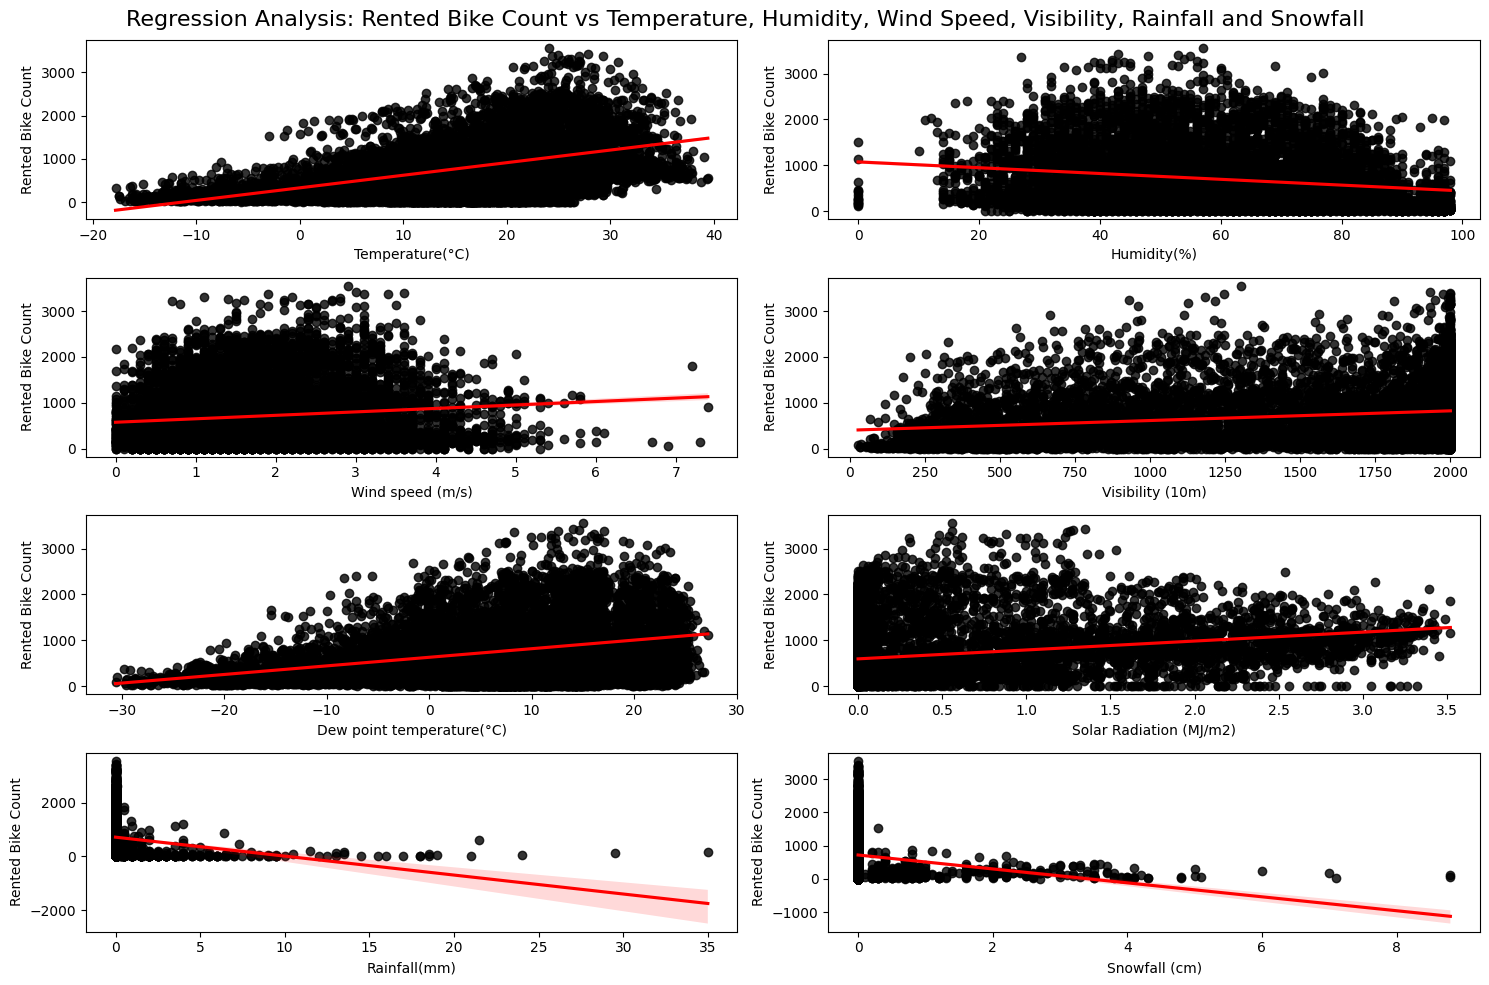 Regression Analysis: Rented Bike Count vs Temperature, Humidity, Wind Speed, Visibility, Rainfall and Snowfall
Rented Bike Count
3000
2000
1000
0
−20 −10 0 10 20 30 40
Temperature(°C)
Rented Bike Count
3000
2000
1000
0
0 20 40 60 80 100
Humidity(%)
Rented Bike Count
3000
2000
1000
0
0 1 2 3 4 5 6 7
Wind speed (m/s)
Rented Bike Count
3000
2000
1000
0
0 250 500 750 1000 1250 1500 1750 2000
Visibility (10m)
Rented Bike Count
3000
2000
1000
0
−30 −20 −10 0 10 20 30
Dew point temperature(°C)
Rented Bike Count
3000
2000
1000
0
0.0 0.5 1.0 1.5 2.0 2.5 3.0 3.5
Solar Radiation (MJ/m2)
Rented Bike Count
2000
0
−2000
0 5 10 15 20 25 30 35
Rainfall(mm)
Rented Bike Count
3000
2000
1000
0
−1000
0 2 4 6 8
Snowfall (cm)